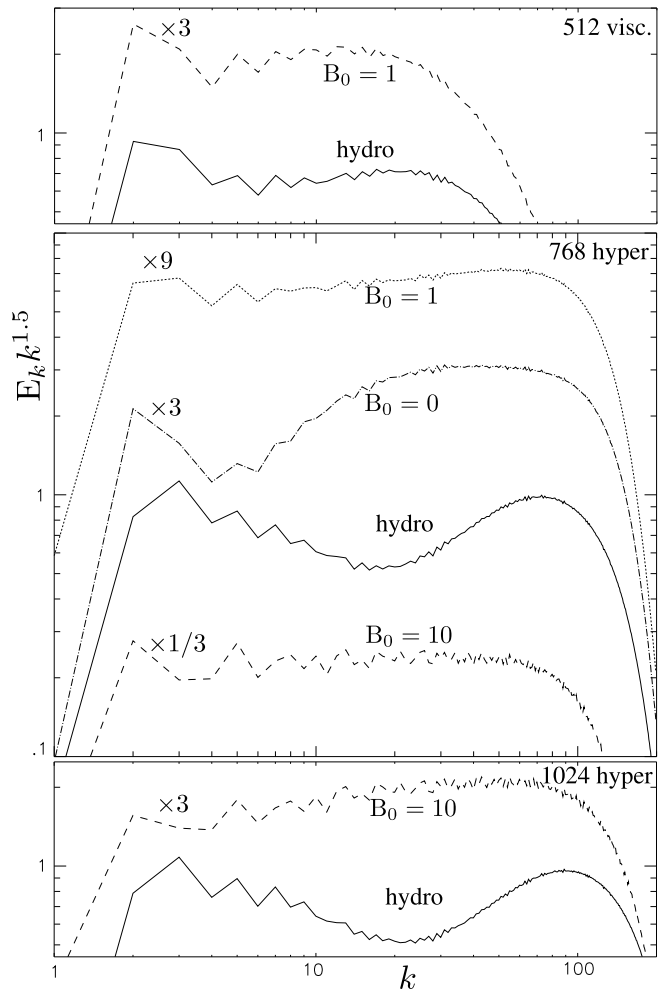 ×3
512 visc.
B₀ = 1
1
hydro
768 hyper
×9
B₀ = 1
E_k k^1.5
×3
B₀ = 0
1
hydro
×1/3
B₀ = 10
.1
1024 hyper
×3
B₀ = 10
1
hydro
1
10
100
k